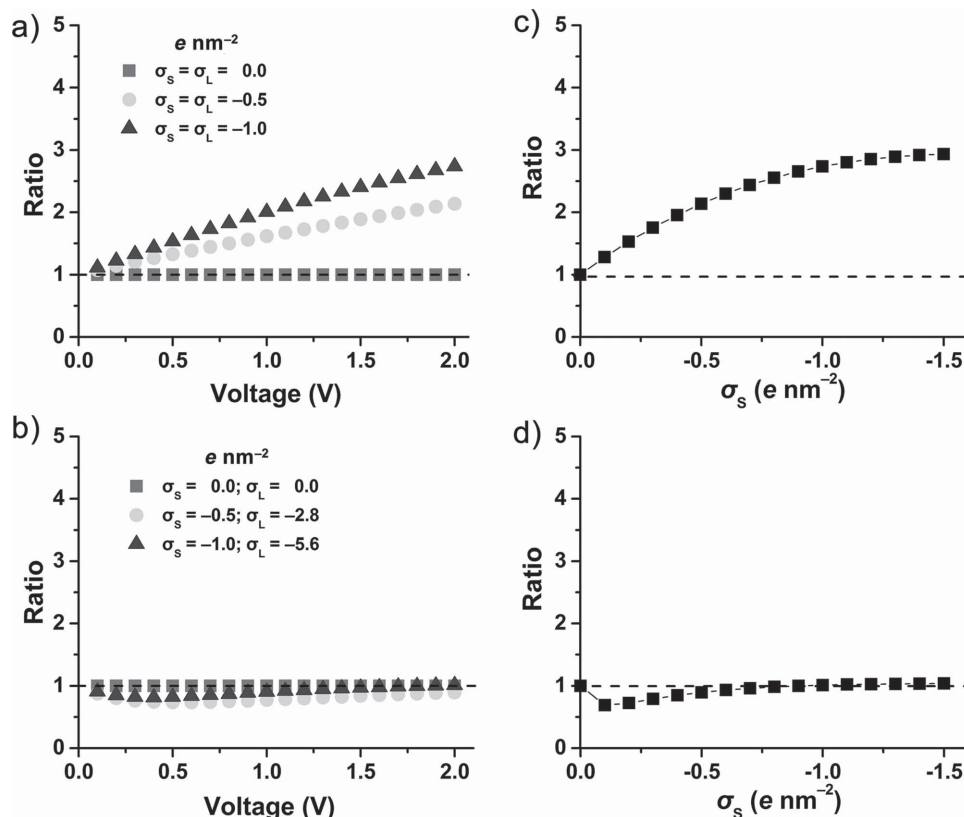 a)
e nm⁻²
σS = σL = 0.0
σS = σL = –0.5
σS = σL = –1.0
Ratio
5
4
3
2
1
0
0.0 0.5 1.0 1.5 2.0
Voltage (V)
c)
Ratio
5
4
3
2
1
0
0.0 -0.5 -1.0 -1.5
σS (e nm⁻²)
b)
e nm⁻²
σS = 0.0; σL = 0.0
σS = –0.5; σL = –2.8
σS = –1.0; σL = –5.6
Ratio
5
4
3
2
1
0
0.0 0.5 1.0 1.5 2.0
Voltage (V)
d)
Ratio
5
4
3
2
1
0
0.0 -0.5 -1.0 -1.5
σS (e nm⁻²)